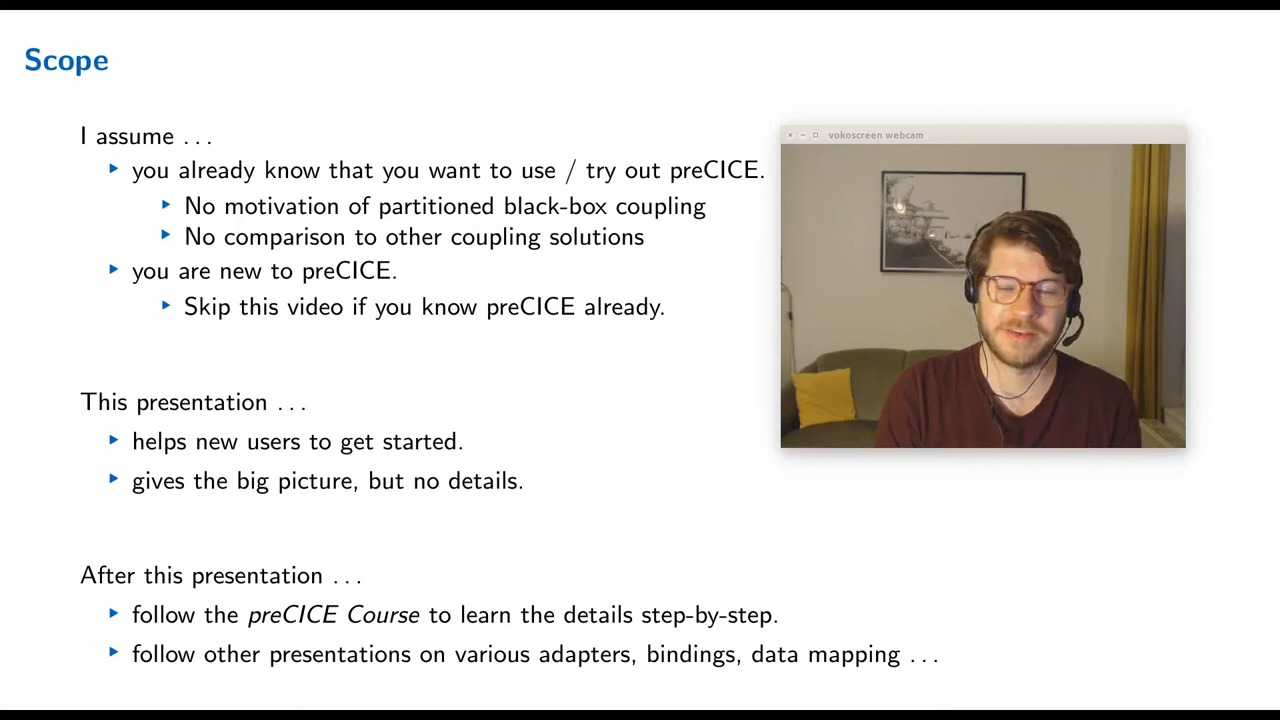 Scope
I assume . . .
you already know that you want to use / try out preCICE.
No motivation of partitioned black-box coupling
No comparison to other coupling solutions
you are new to preCICE.
Skip this video if you know preCICE already.
vokoscreen webcam
This presentation . . .
helps new users to get started.
gives the big picture, but no details.
After this presentation . . .
follow the preCICE Course to learn the details step-by-step.
follow other presentations on various adapters, bindings, data mapping . . .